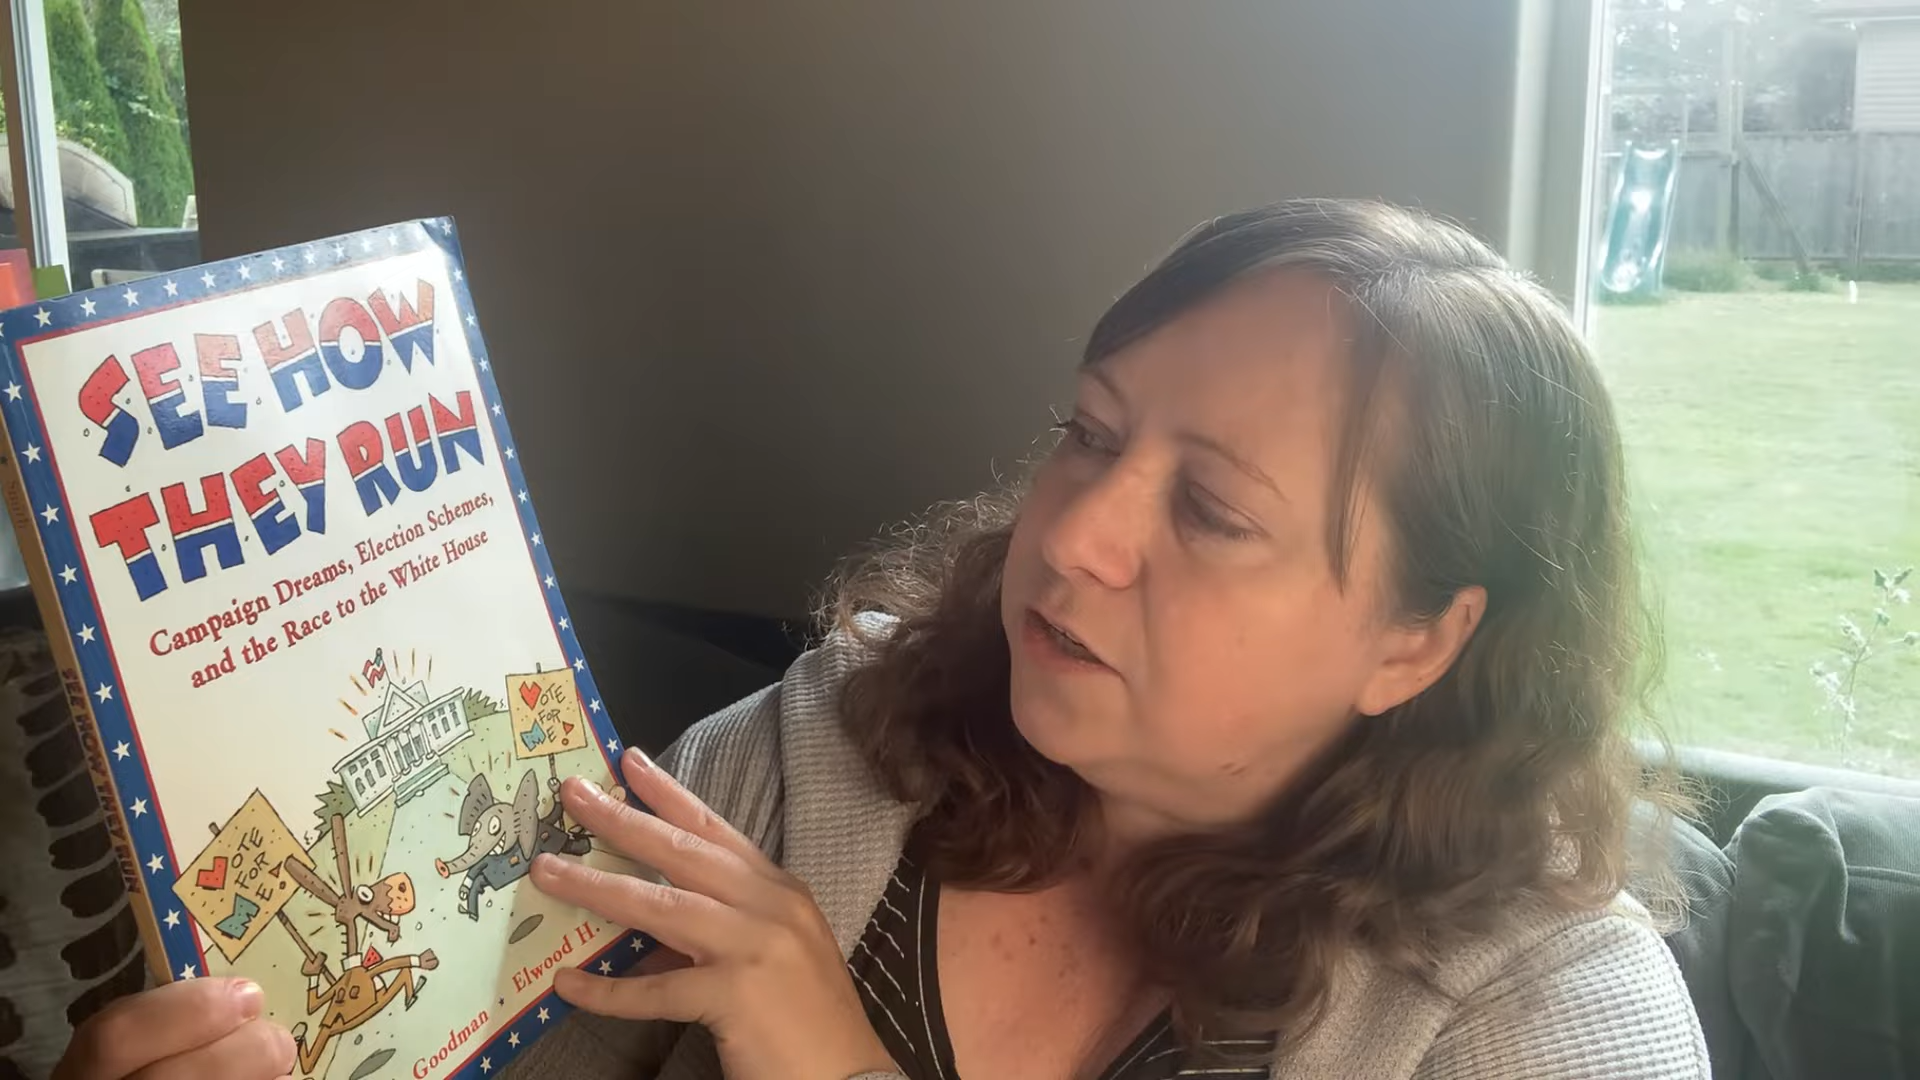 SEE HOW
THEY RUN
Campaign Dreams, Election Schemes,
and the Race to the White House
VOTE
FOR
ME!
VOTE
FOR
ME!
Goodman * Elwood H.
SEE HOW THEY RUN
Smith